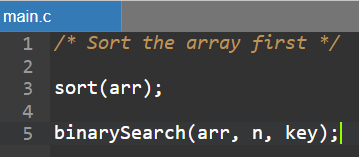 main.c
1 /* Sort the array first */
2
3 sort(arr);
4
5 binarySearch(arr, n, key);